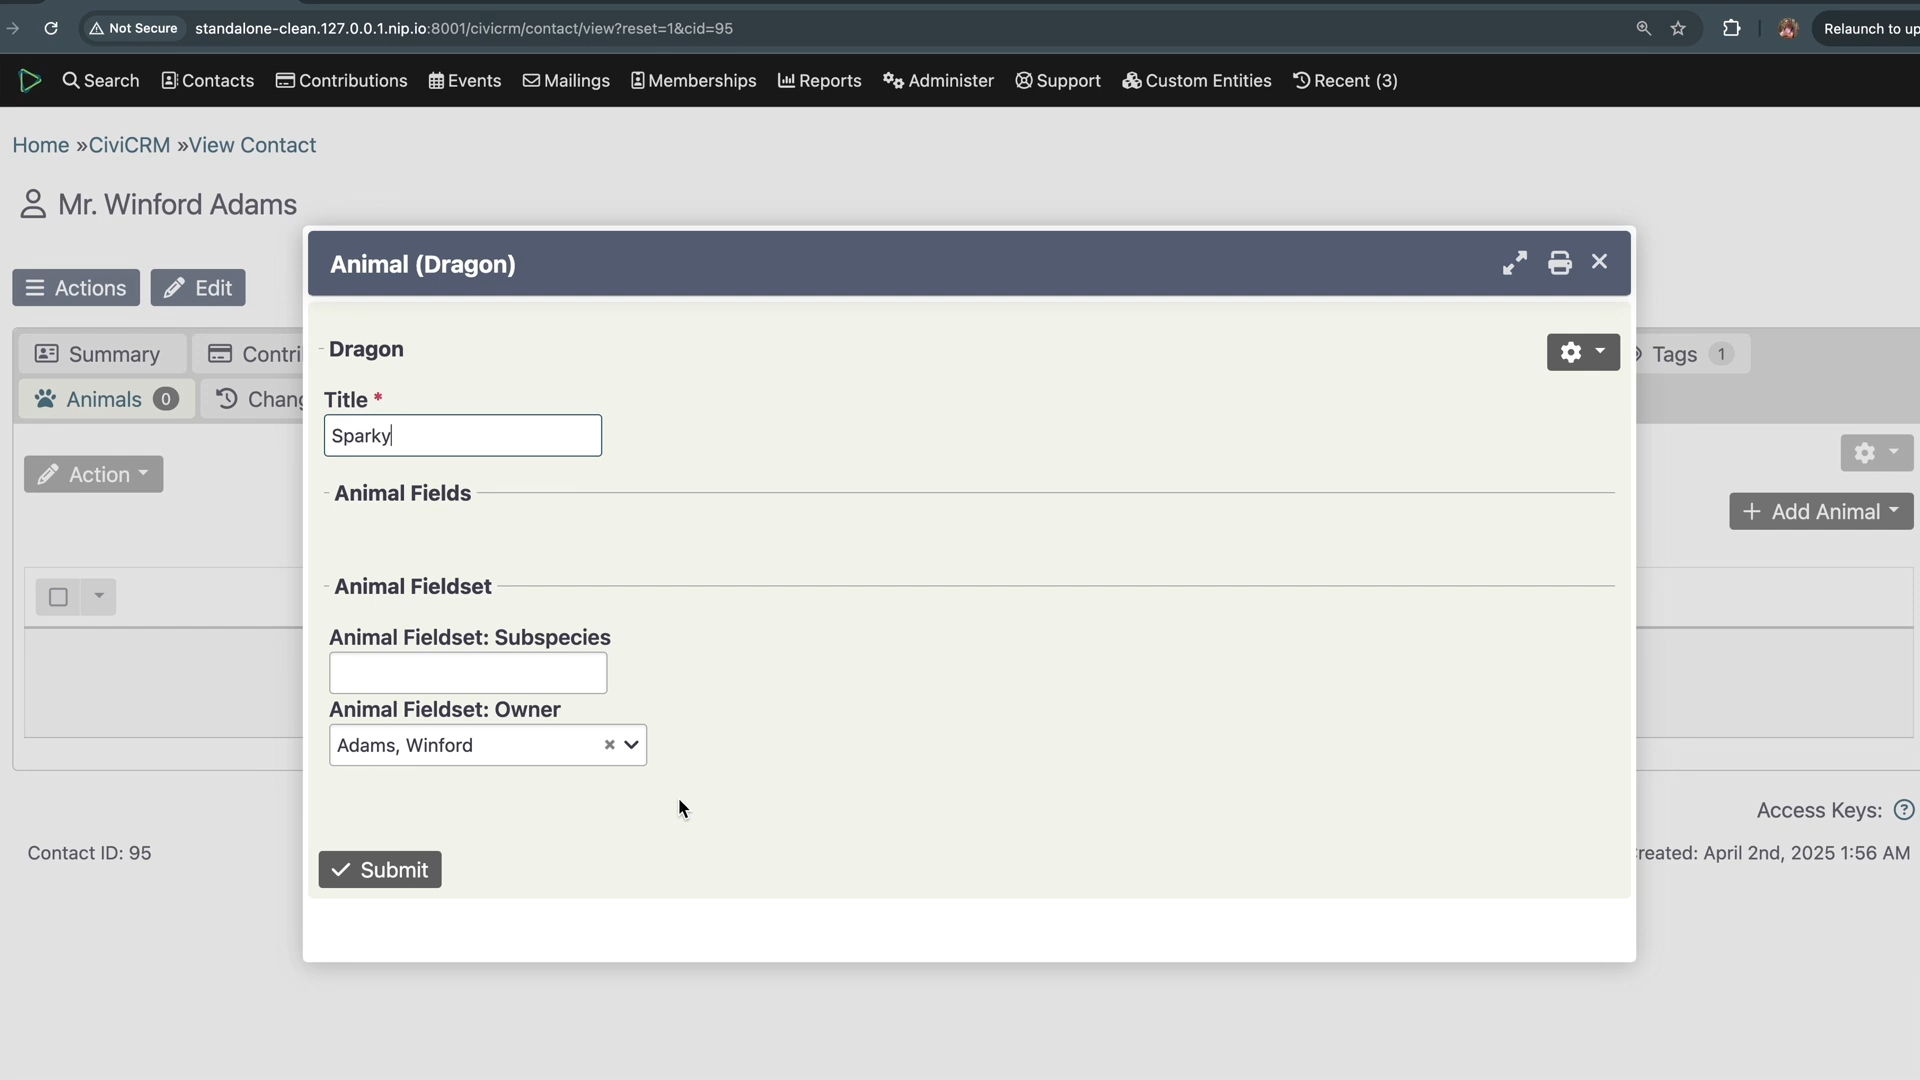 Not Secure standalone-clean.127.0.0.1.nip.io:8001/civicrm/contact/view?reset=1&cid=95 Relaunch to up
Search Contacts Contributions Events Mailings Memberships Reports Administer Support Custom Entities Recent (3)
Home »CiviCRM »View Contact
Mr. Winford Adams
Animal (Dragon)
Actions Edit
Dragon
Summary Contri Tags 1
Animals 0 Chang
Title *
Sparky
Action
Animal Fields
Add Animal
Animal Fieldset
Animal Fieldset: Subspecies
Animal Fieldset: Owner
Adams, Winford
Access Keys: ?
Contact ID: 95
reated: April 2nd, 2025 1:56 AM
Submit